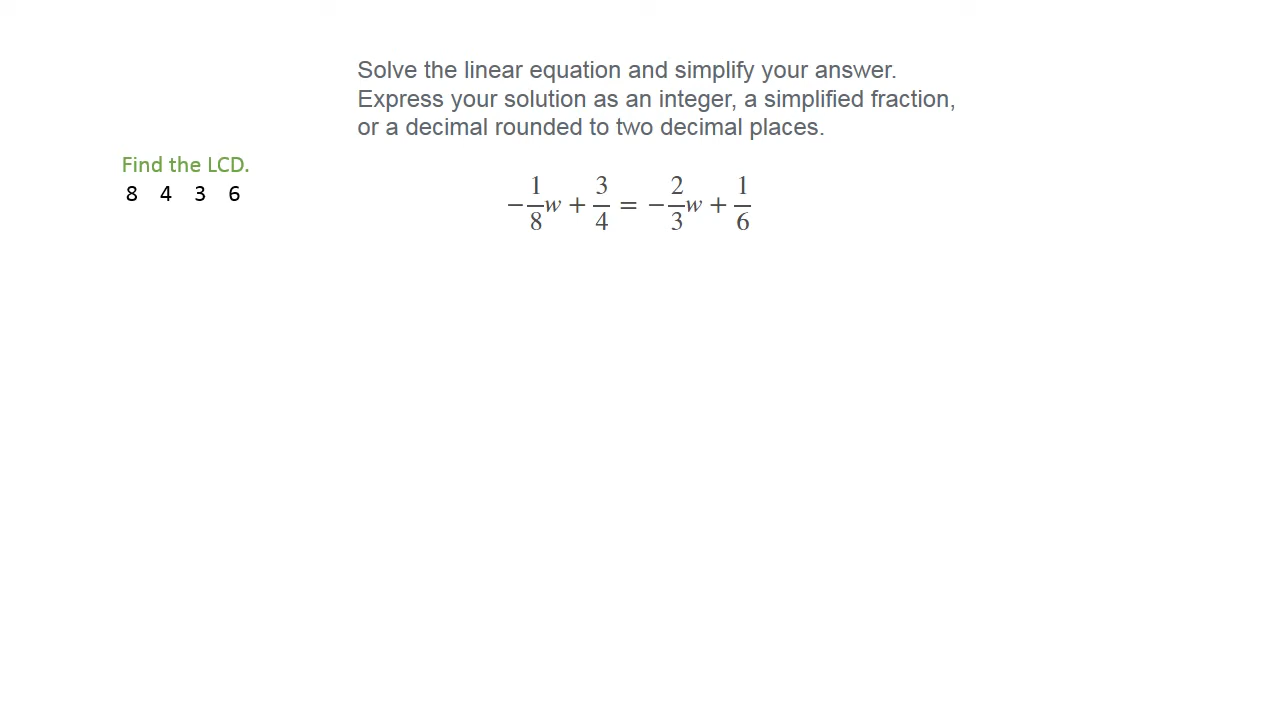 Solve the linear equation and simplify your answer.
Express your solution as an integer, a simplified fraction,
or a decimal rounded to two decimal places.
Find the LCD.
8 4 3 6
−1/8w + 3/4 = −2/3w + 1/6